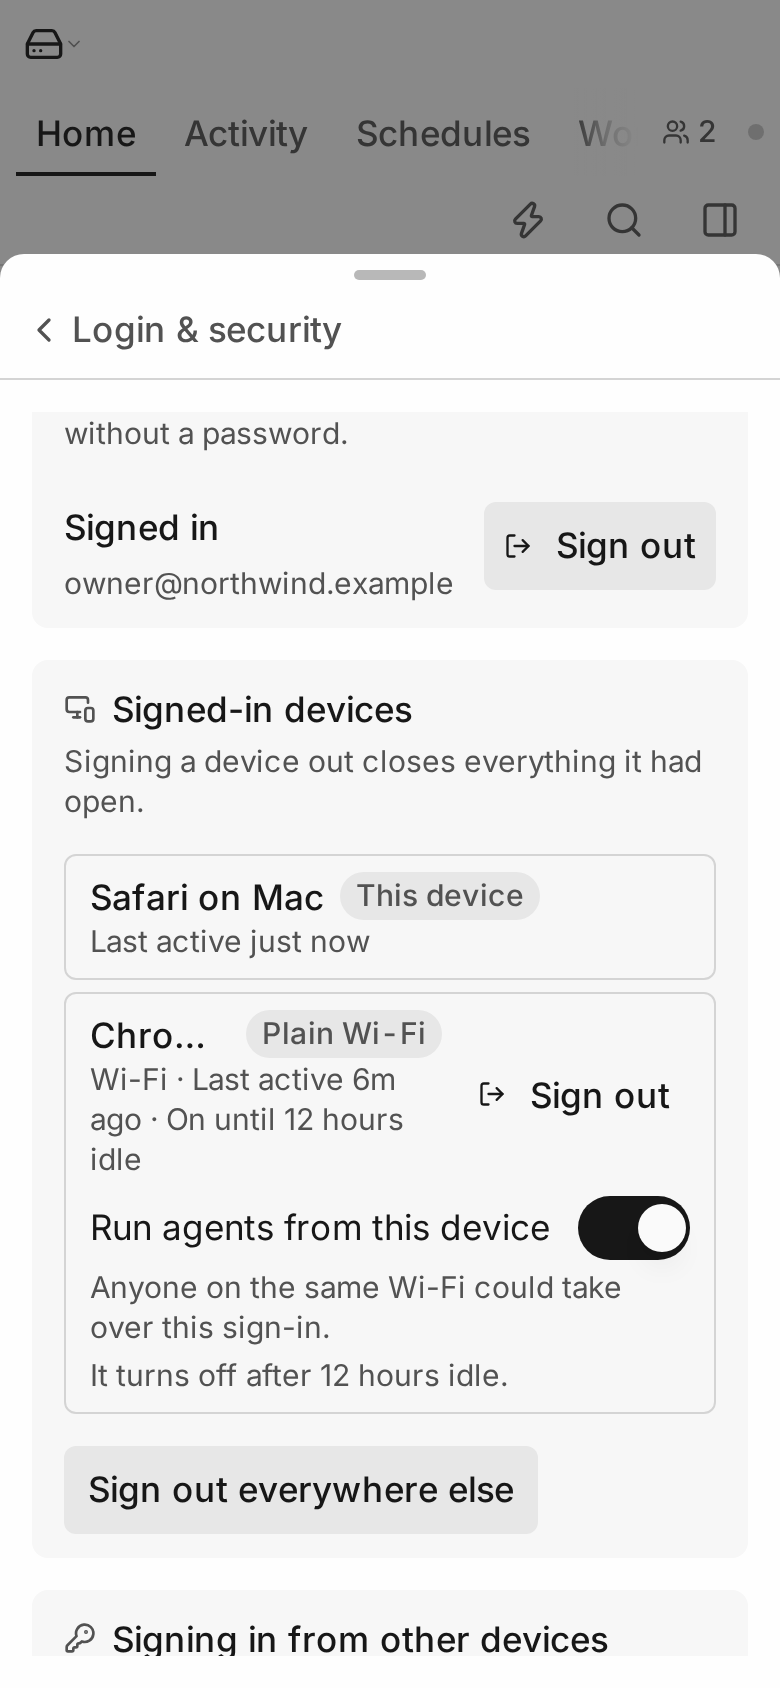 Home
Activity
Schedules
Wo
2
Login & security
without a password.
Signed in
Sign out
owner@northwind.example
Signed-in devices
Signing a device out closes everything it had
open.
Safari on Mac
This device
Last active just now
Chro...
Plain Wi-Fi
Wi-Fi · Last active 6m
ago · On until 12 hours
idle
Sign out
Run agents from this device
Anyone on the same Wi-Fi could take
over this sign-in.
It turns off after 12 hours idle.
Sign out everywhere else
Signing in from other devices